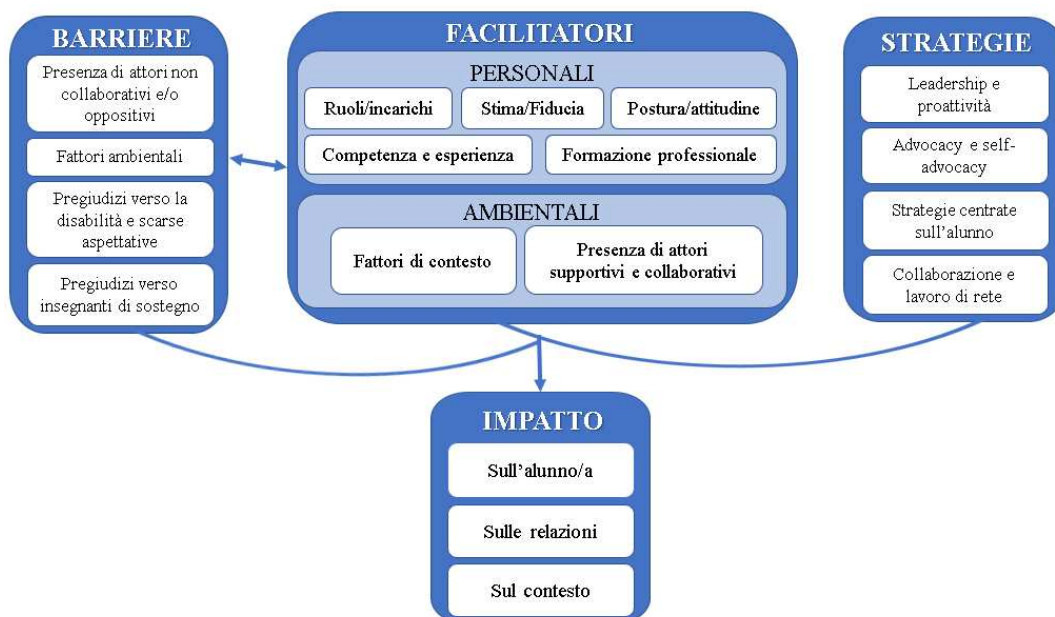 BARRIERE
Presenza di attori non
collaborativi e/o
oppositivi
Fattori ambientali
Pregiudizi verso la
disabilità e scarse
aspettative
Pregiudizi verso
insegnanti di sostegno
FACILITATORI
PERSONALI
Ruoli/incarichi
Stima/Fiducia
Postura/attitudine
Competenza e esperienza
Formazione professionale
AMBIENTALI
Fattori di contesto
Presenza di attori
supportivi e collaborativi
STRATEGIE
Leadership e
proattività
Advocacy e self-
advocacy
Strategie centrate
sull’alunno
Collaborazione e
lavoro di rete
IMPATTO
Sull’alunno/a
Sulle relazioni
Sul contesto